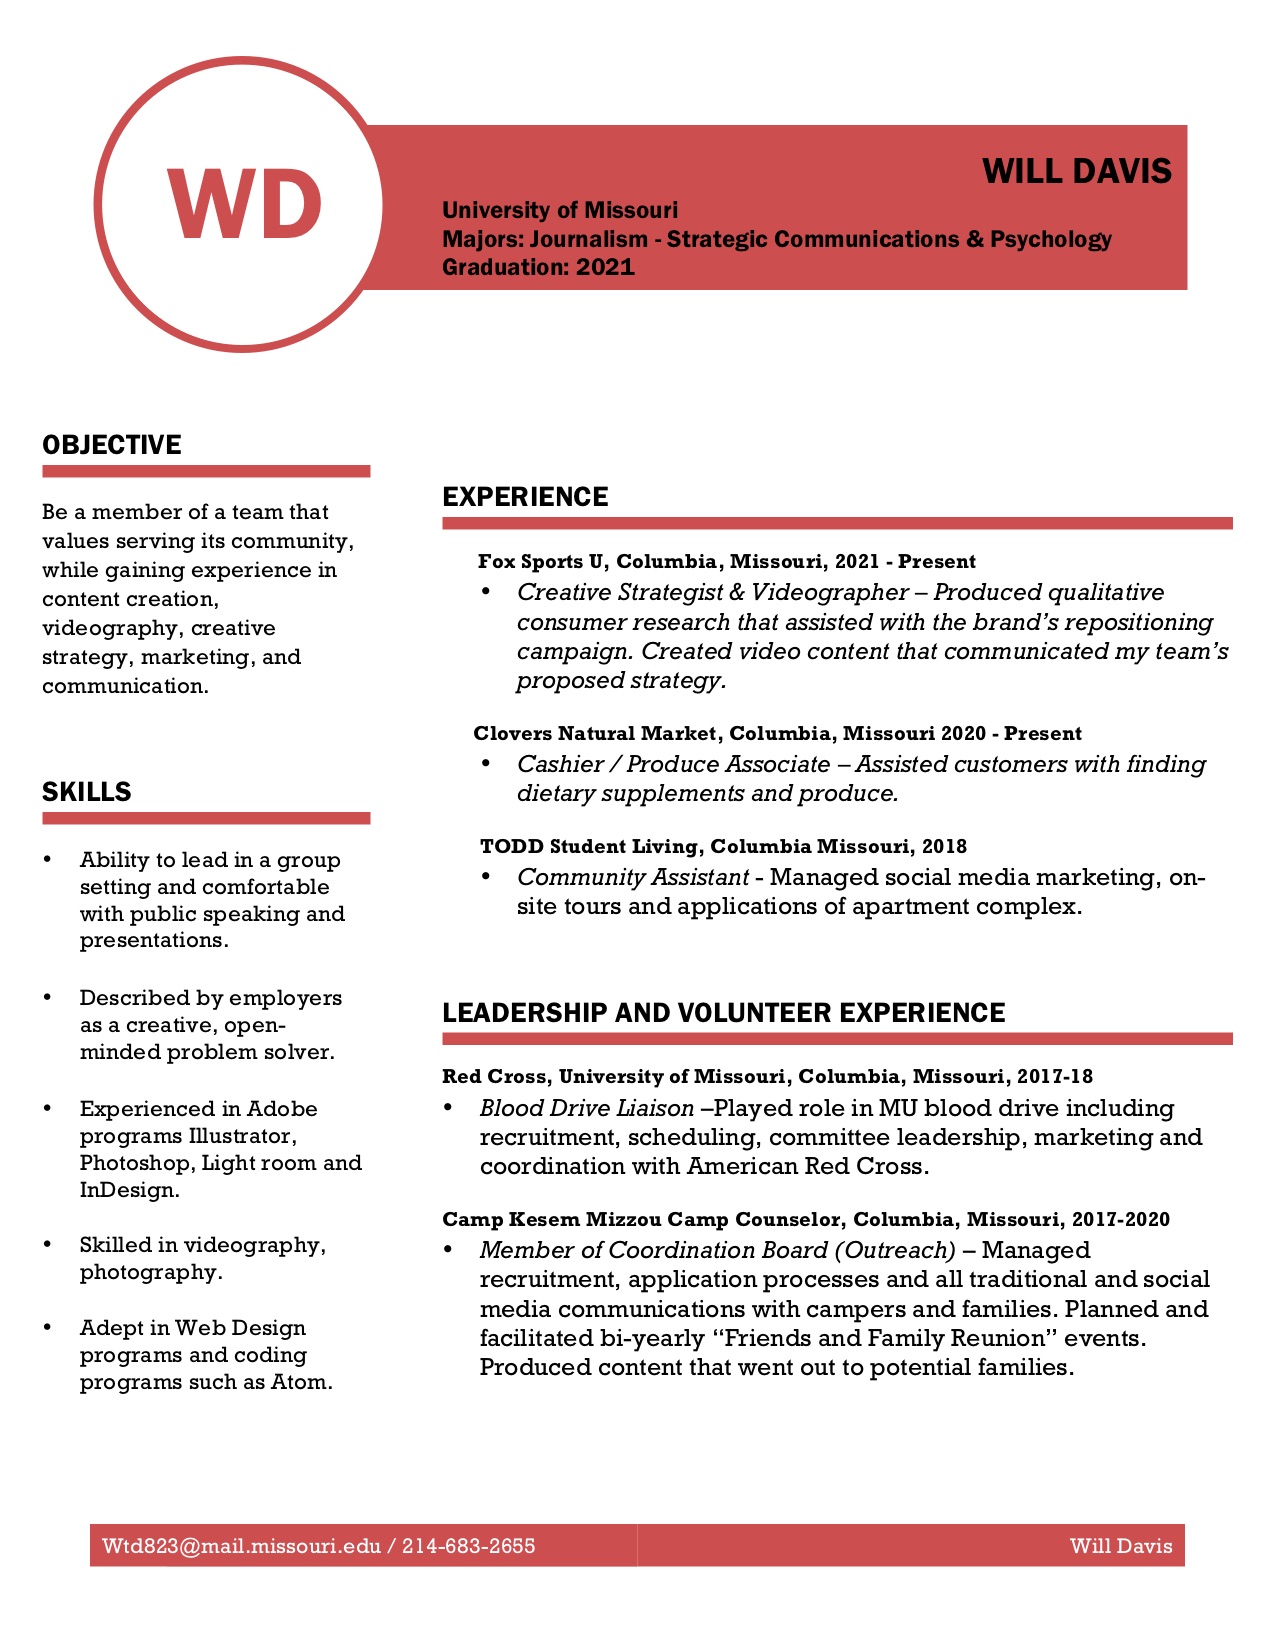 WD
WILL DAVIS
University of Missouri
Majors: Journalism - Strategic Communications & Psychology
Graduation: 2021
OBJECTIVE
Be a member of a team that
values serving its community,
while gaining experience in
content creation,
videography, creative
strategy, marketing, and
communication.
SKILLS
• Ability to lead in a group
setting and comfortable
with public speaking and
presentations.
• Described by employers
as a creative, open-
minded problem solver.
• Experienced in Adobe
programs Illustrator,
Photoshop, Light room and
InDesign.
• Skilled in videography,
photography.
• Adept in Web Design
programs and coding
programs such as Atom.
EXPERIENCE
Fox Sports U, Columbia, Missouri, 2021 - Present
• Creative Strategist & Videographer – Produced qualitative
consumer research that assisted with the brand’s repositioning
campaign. Created video content that communicated my team’s
proposed strategy.
Clovers Natural Market, Columbia, Missouri 2020 - Present
• Cashier / Produce Associate – Assisted customers with finding
dietary supplements and produce.
TODD Student Living, Columbia Missouri, 2018
• Community Assistant - Managed social media marketing, on-
site tours and applications of apartment complex.
LEADERSHIP AND VOLUNTEER EXPERIENCE
Red Cross, University of Missouri, Columbia, Missouri, 2017-18
• Blood Drive Liaison –Played role in MU blood drive including
recruitment, scheduling, committee leadership, marketing and
coordination with American Red Cross.
Camp Kesem Mizzou Camp Counselor, Columbia, Missouri, 2017-2020
• Member of Coordination Board (Outreach) – Managed
recruitment, application processes and all traditional and social
media communications with campers and families. Planned and
facilitated bi-yearly “Friends and Family Reunion” events.
Produced content that went out to potential families.
Wtd823@mail.missouri.edu / 214-683-2655
Will Davis